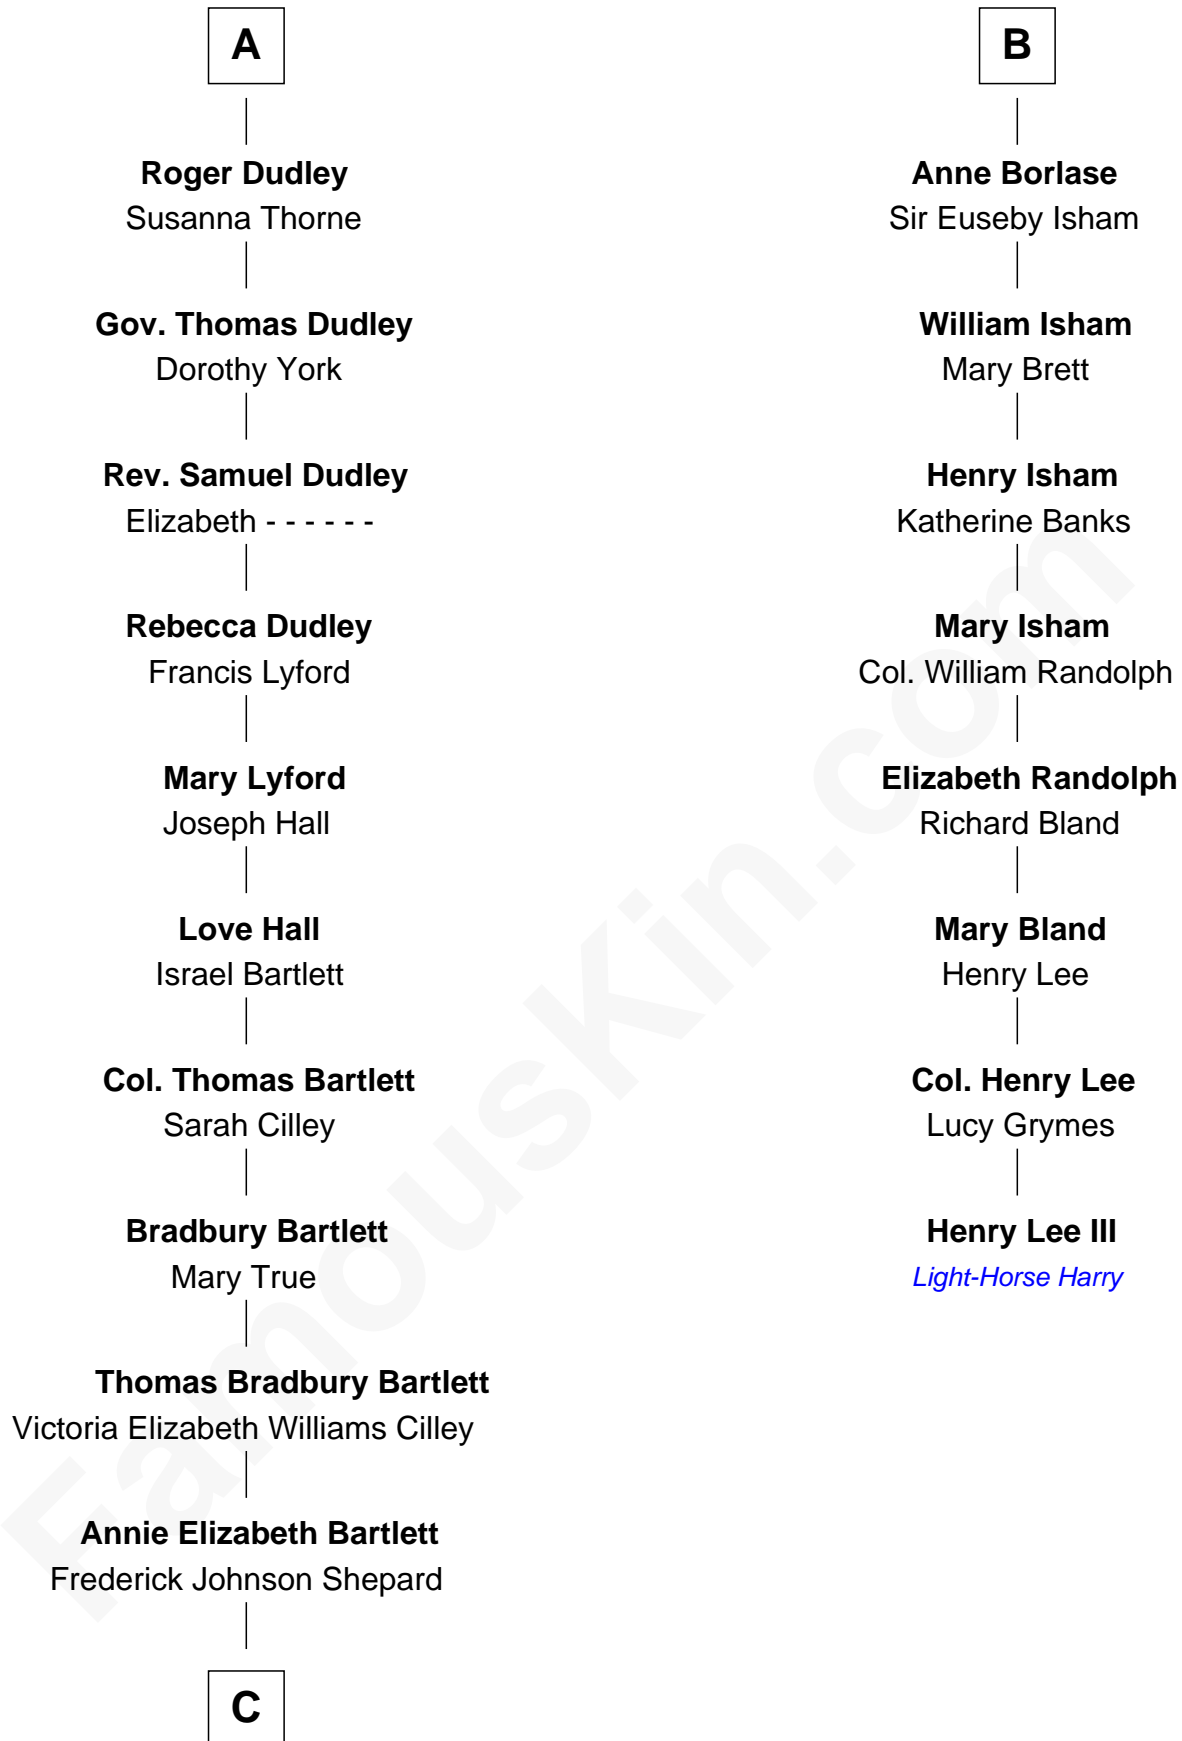 A
Roger Dudley
Susanna Thorne
Gov. Thomas Dudley
Dorothy York
Rev. Samuel Dudley
Elizabeth - - - - - -
Rebecca Dudley
Francis Lyford
Mary Lyford
Joseph Hall
Love Hall
Israel Bartlett
Col. Thomas Bartlett
Sarah Cilley
Bradbury Bartlett
Mary True
Thomas Bradbury Bartlett
Victoria Elizabeth Williams Cilley
Annie Elizabeth Bartlett
Frederick Johnson Shepard
C
B
Anne Borlase
Sir Euseby Isham
William Isham
Mary Brett
Henry Isham
Katherine Banks
Mary Isham
Col. William Randolph
Elizabeth Randolph
Richard Bland
Mary Bland
Henry Lee
Col. Henry Lee
Lucy Grymes
Henry Lee III
Light-Horse Harry
FamousKin.com